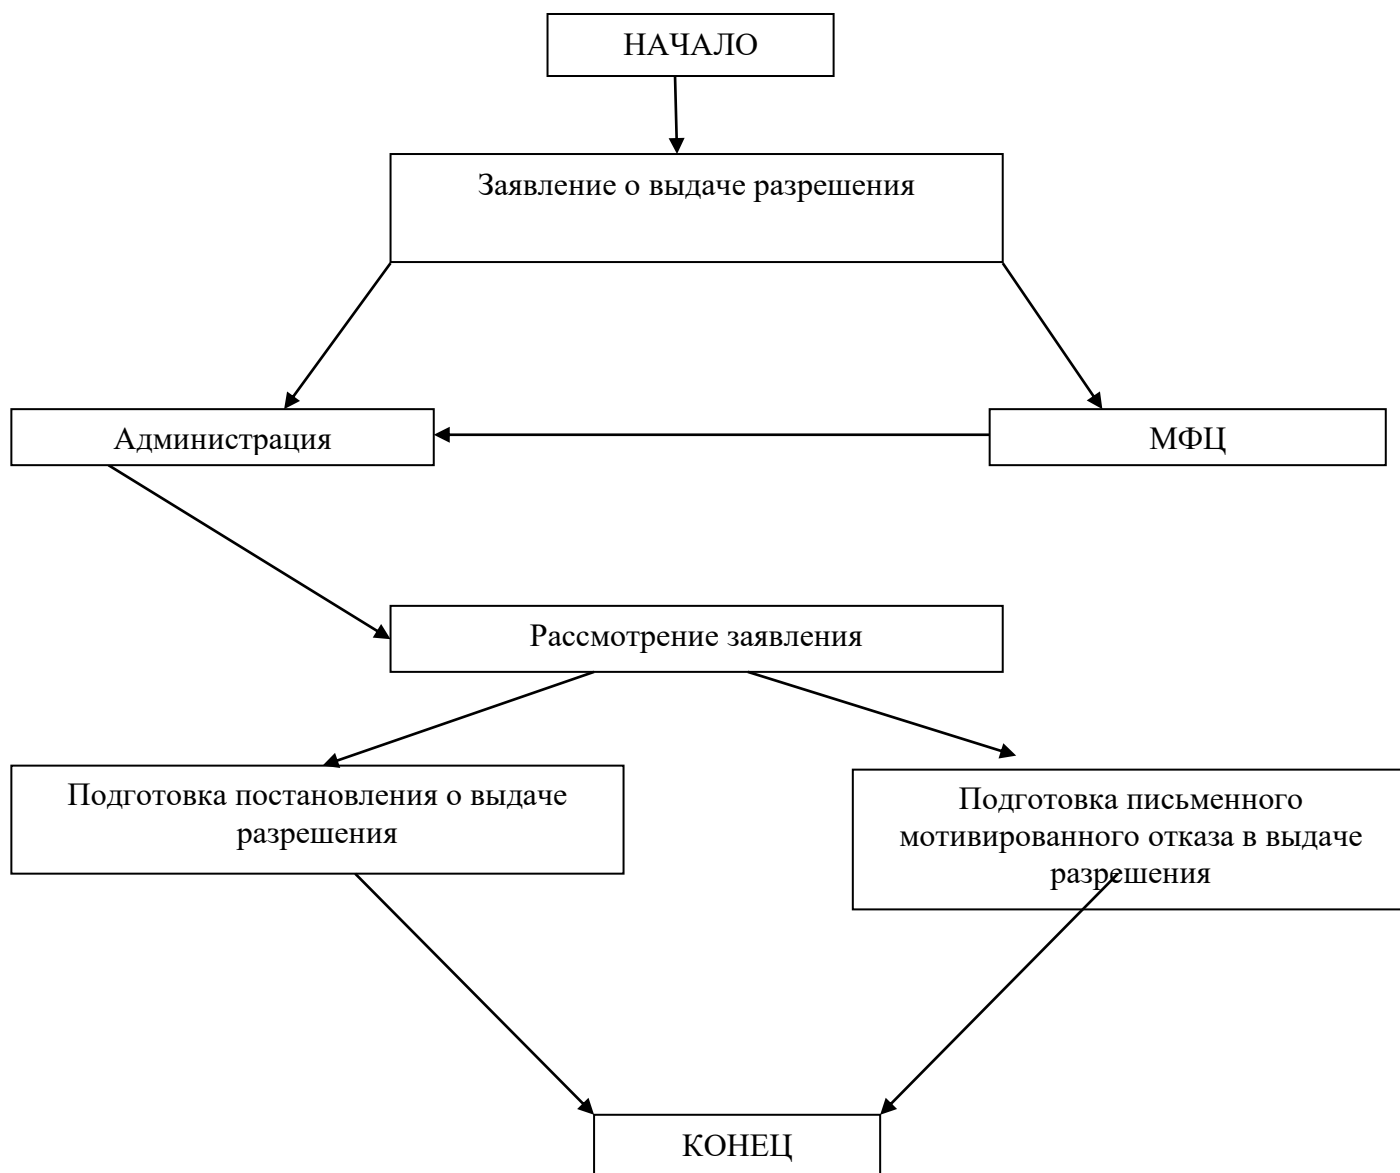 НАЧАЛО
Заявление о выдаче разрешения
Администрация
МФЦ
Рассмотрение заявления
Подготовка постановления о выдаче
разрешения
Подготовка письменного
мотивированного отказа в выдаче
разрешения
КОНЕЦ